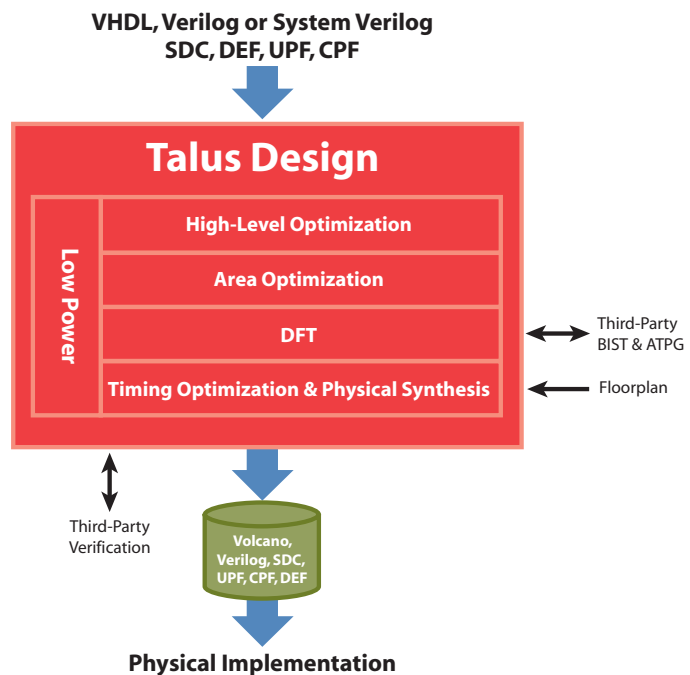 VHDL, Verilog or System Verilog
SDC, DEF, UPF, CPF
Talus Design
Low Power
High-Level Optimization
Area Optimization
DFT
Timing Optimization & Physical Synthesis
Third-Party
BIST & ATPG
Floorplan
Third-Party
Verification
Volcano,
Verilog, SDC,
UPF, CPF, DEF
Physical Implementation